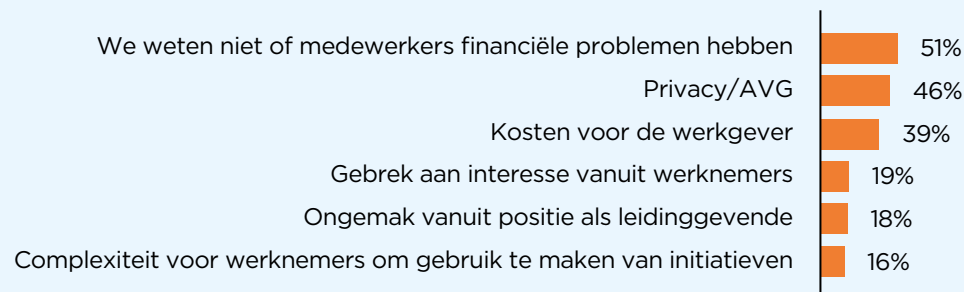 We weten niet of medewerkers financiële problemen hebben 51%
Privacy/AVG 46%
Kosten voor de werkgever 39%
Gebrek aan interesse vanuit werknemers 19%
Ongemak vanuit positie als leidinggevende 18%
Complexiteit voor werknemers om gebruik te maken van initiatieven 16%